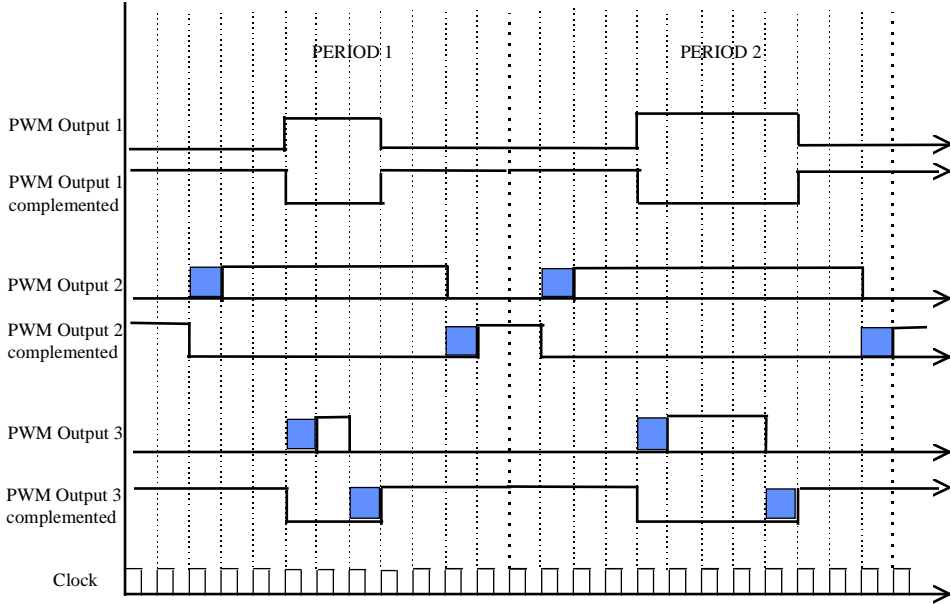 PERIOD 1
PERIOD 2
PWM Output 1
PWM Output 1
complemented
PWM Output 2
PWM Output 2
complemented
PWM Output 3
PWM Output 3
complemented
Clock